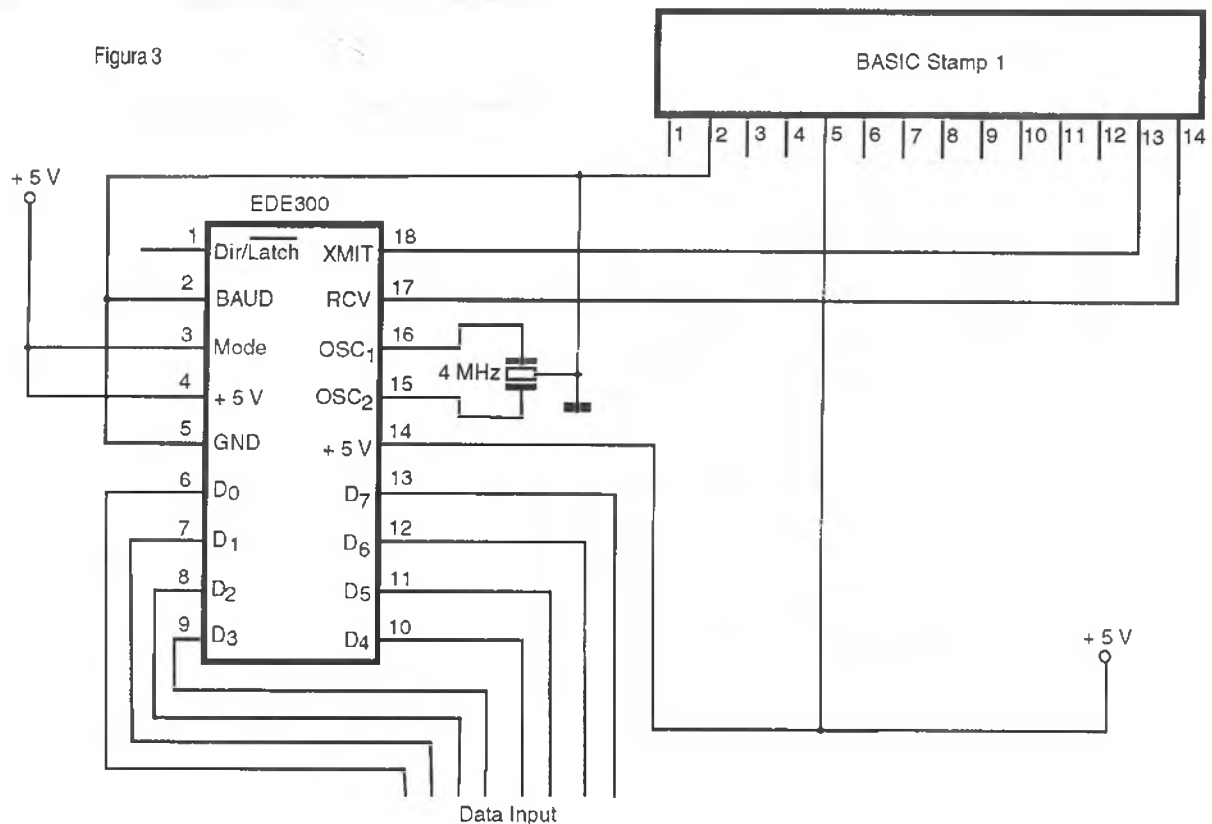 Figura 3
BASIC Stamp 1
1 2 3 4 5 6 7 8 9 10 11 12 13 14
+ 5 V
EDE300
1 Dir/Latch XMIT 18
2 BAUD RCV 17
3 Mode OSC1 16
4 MHz
4 + 5 V OSC2 15
5 GND + 5 V 14
6 D0 D7 13
7 D1 D6 12
8 D2 D5 11
9 D3 D4 10
+ 5 V
Data Input